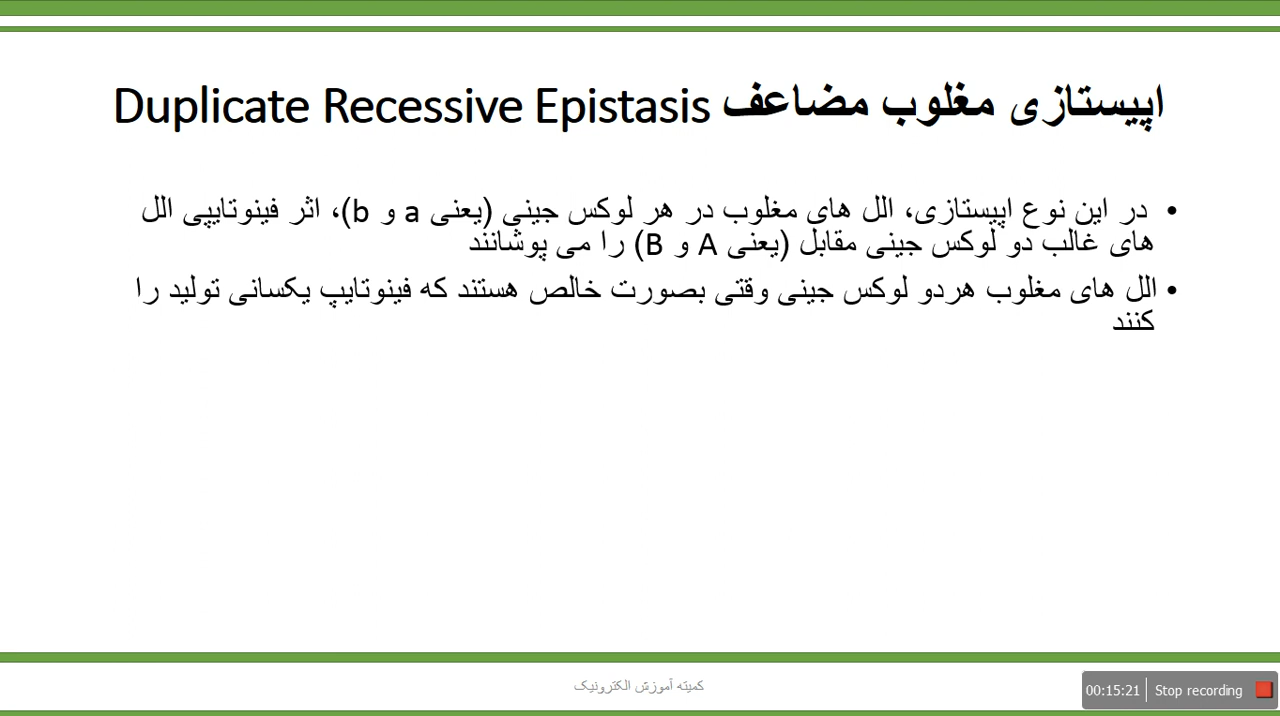 اپیستازی مغلوب مضاعف Duplicate Recessive Epistasis
• در این نوع اپیستازی، الل های مغلوب در هر لوکس جینی (یعنی a و b)، اثر فینوتایپی الل
های غالب دو لوکس جینی مقابل (یعنی A و B) را می پوشانند
• الل های مغلوب هردو لوکس جینی وقتی بصورت خالص هستند که فینوتایپ یکسانی تولید را
کنند
کمیته آموزش الکترونیک
00:15:21 Stop recording